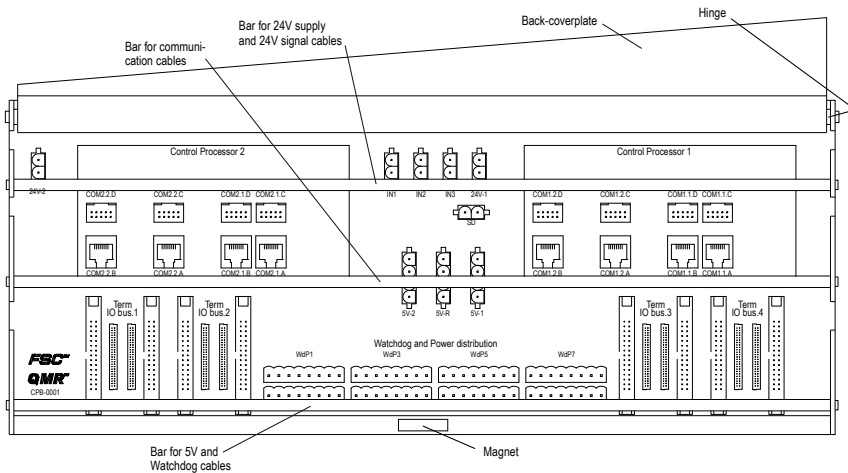 Back-coverplate
Hinge
Bar for 24V supply
and 24V signal cables
Bar for communi-
cation cables
Control Processor 2
Control Processor 1
24V-2
COM2.2.D
COM2.2.C
COM2.1.D
COM2.1.C
IN1
IN2
IN3
24V-1
COM1.2.D
COM1.2.C
COM1.1.D
COM1.1.C
SD
COM2.2.B
COM2.2.A
COM2.1.B
COM2.1.A
COM1.2.B
COM1.2.A
COM1.1.B
COM1.1.A
Term
IO bus.1
Term
IO bus.2
5V-2
5V-R
5V-1
Term
IO bus.3
Term
IO bus.4
Watchdog and Power distribution
WdP1
WdP3
WdP5
WdP7
FSC
QMR
CPB-0001
Bar for 5V and
Watchdog cables
Magnet